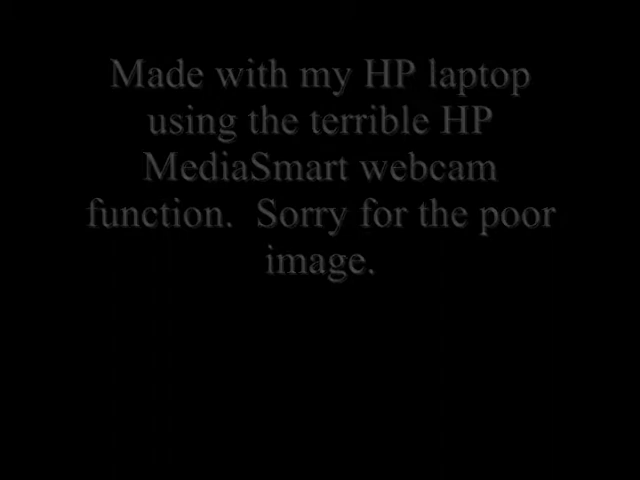 Made with my HP laptop
using the terrible HP
MediaSmart webcam
function.  Sorry for the poor
image.